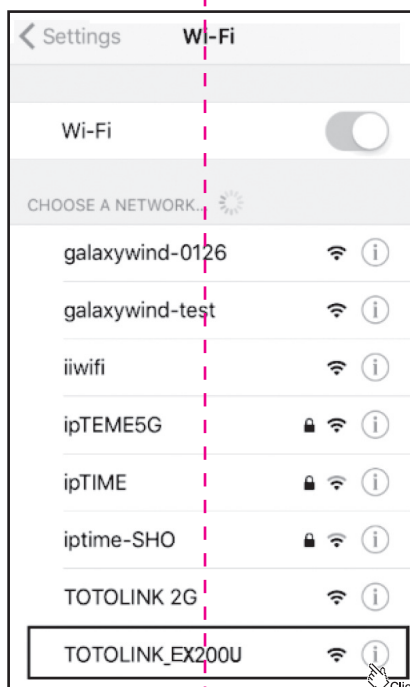 Settings Wi-Fi
Wi-Fi
CHOOSE A NETWORK...
galaxywind-0126
galaxywind-test
iiwifi
ipTEME5G
ipTIME
iptime-SHO
TOTOLINK 2G
TOTOLINK_EX200U